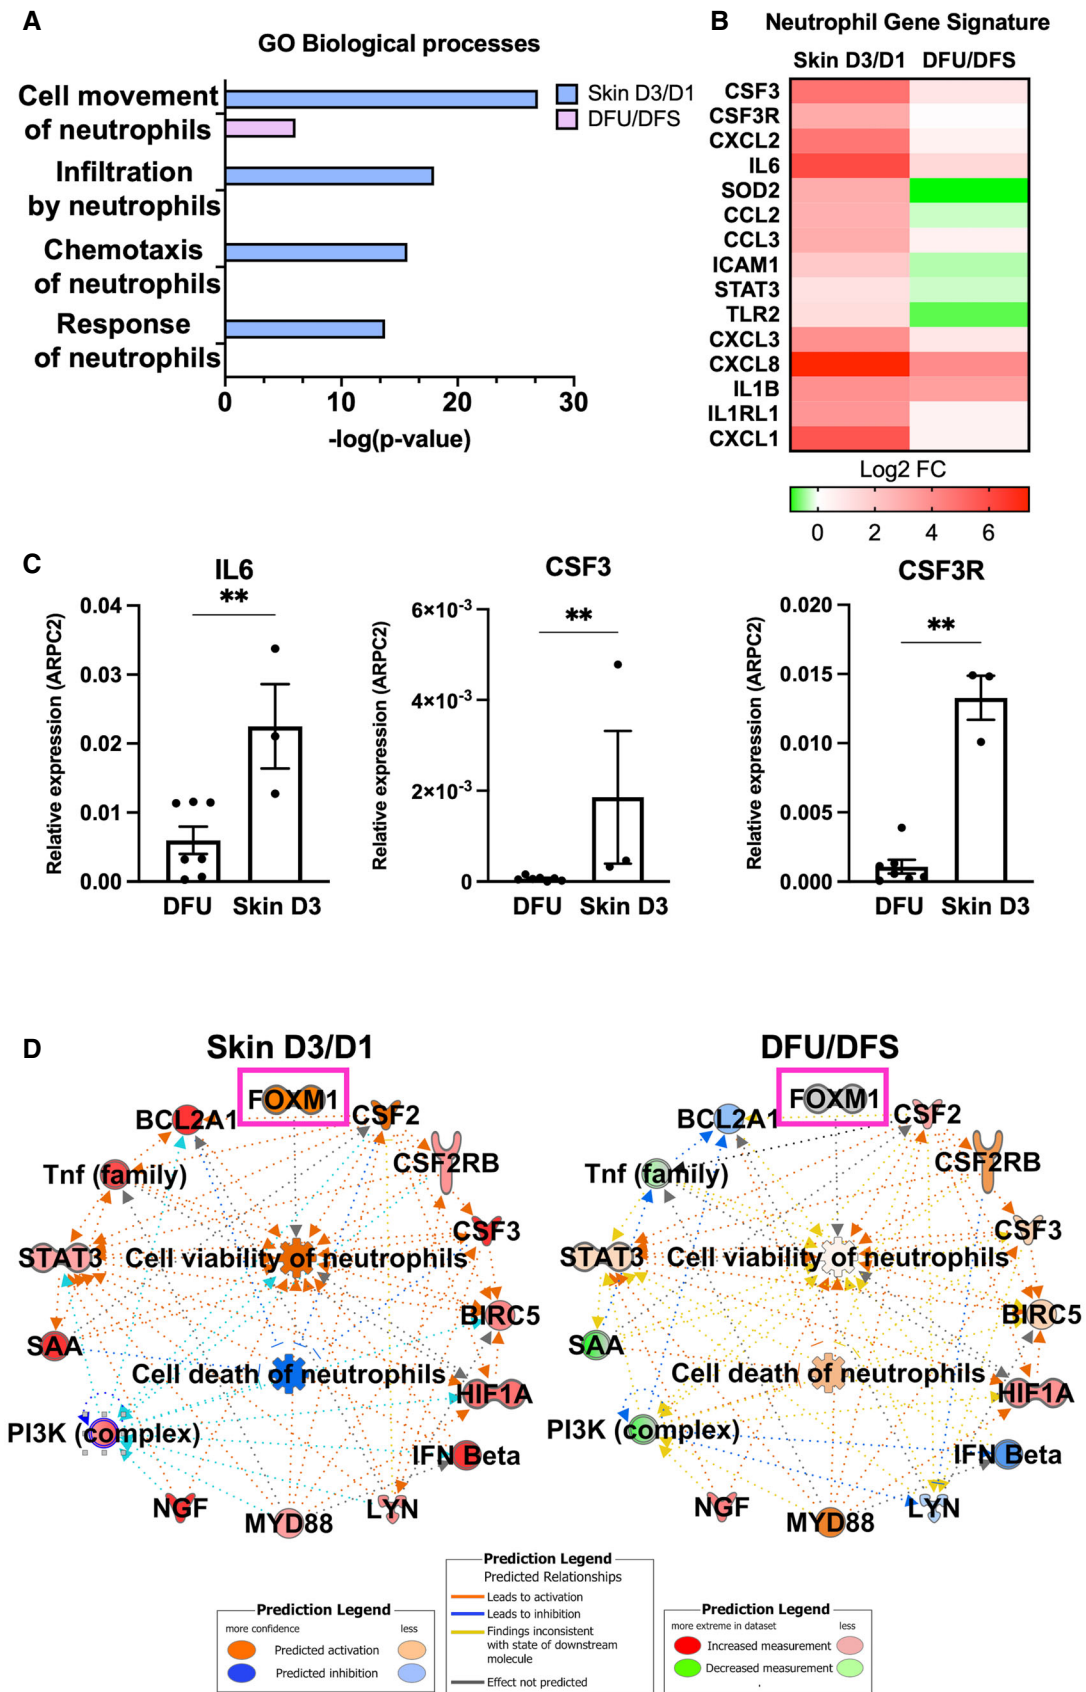 A
GO Biological processes
Cell movement
of neutrophils
Infiltration
by neutrophils
Chemotaxis
of neutrophils
Response
of neutrophils
Skin D3/D1
DFU/DFS
0 10 20 30
-log(p-value)
B
Neutrophil Gene Signature
Skin D3/D1 DFU/DFS
CSF3
CSF3R
CXCL2
IL6
SOD2
CCL2
CCL3
ICAM1
STAT3
TLR2
CXCL3
CXCL8
IL1B
IL1RL1
CXCL1
Log2 FC
0 2 4 6
C
IL6
**
Relative expression (ARPC2)
0.04
0.03
0.02
0.01
0.00
DFU Skin D3
CSF3
**
Relative expression (ARPC2)
6×10-3
4×10-3
2×10-3
0
DFU Skin D3
CSF3R
**
Relative expression (ARPC2)
0.020
0.015
0.010
0.005
0.000
DFU Skin D3
D
Skin D3/D1
FOXM1
BCL2A1
CSF2
Tnf (family)
CSF2RB
CSF3
STAT3
Cell viability of neutrophils
BIRC5
SAA
Cell death of neutrophils
HIF1A
PI3K (complex)
IFN Beta
NGF
MYD88
LYN
DFU/DFS
FOXM1
BCL2A1
CSF2
Tnf (family)
CSF2RB
CSF3
STAT3
Cell viability of neutrophils
BIRC5
SAA
Cell death of neutrophils
HIF1A
PI3K (complex)
IFN Beta
NGF
MYD88
LYN
Prediction Legend
more confidence less
Predicted activation
Predicted inhibition
Prediction Legend
Predicted Relationships
Leads to activation
Leads to inhibition
Findings inconsistent
with state of downstream
molecule
Effect not predicted
Prediction Legend
more extreme in dataset less
Increased measurement
Decreased measurement